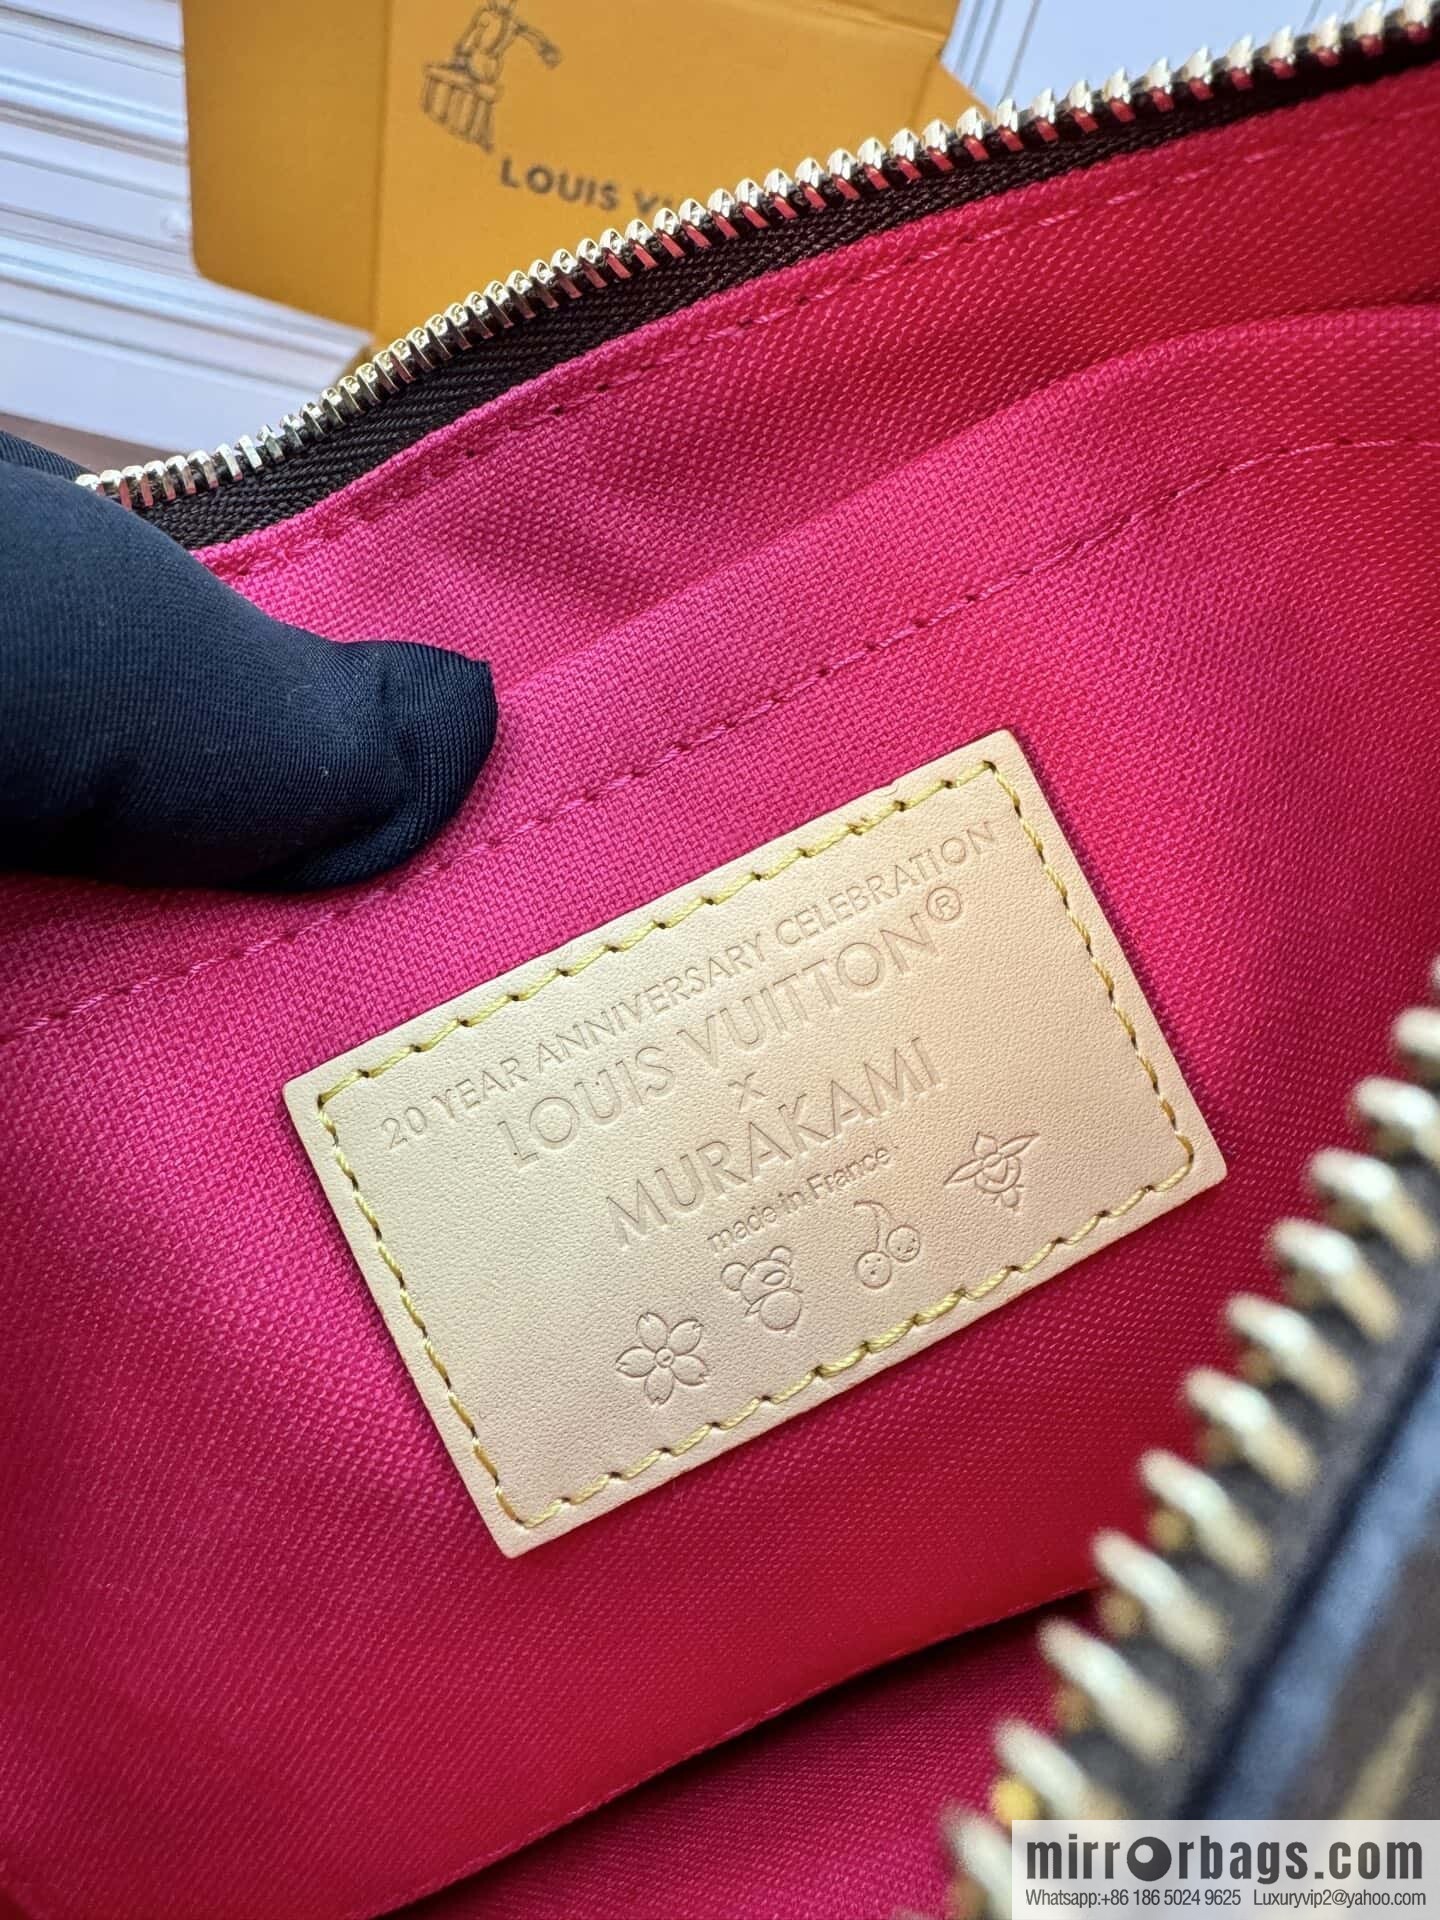 LOUIS VU
20 YEAR ANNIVERSARY CELEBRATION
LOUIS VUITTON®
X
MURAKAMI
made in France
mirrorbags.com
Whatsapp:+86 186 5024 9625 Luxuryvip2@yahoo.com